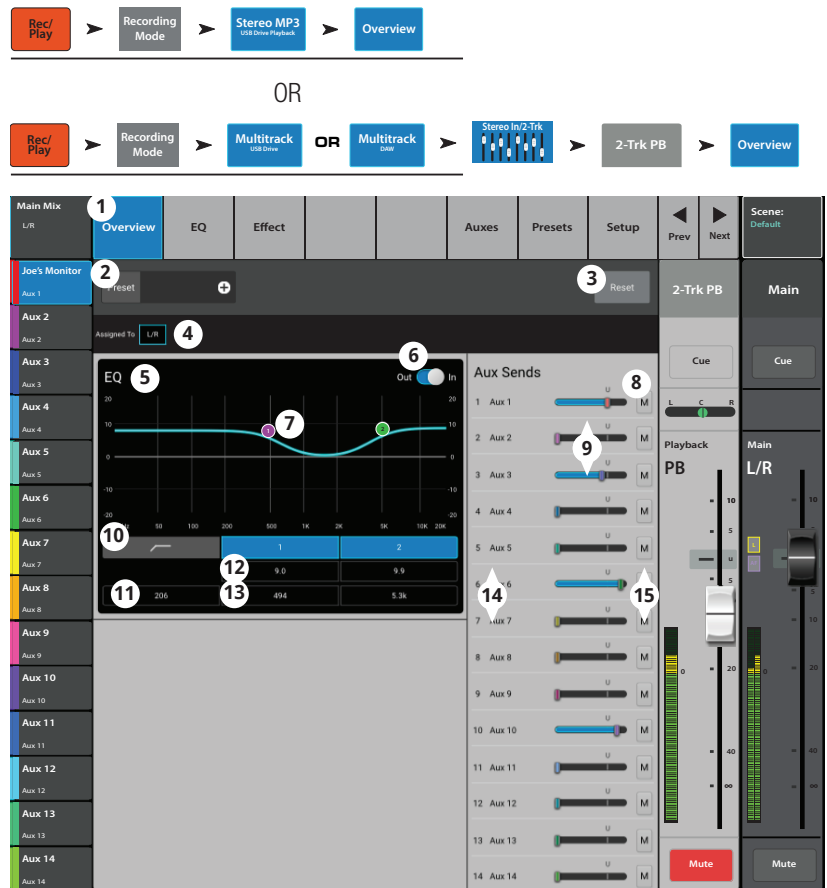 Rec/
Play
Recording
Mode
Stereo MP3
USB Drive Playback
Overview
OR
Rec/
Play
Recording
Mode
Multitrack
USB Drive
OR
Multitrack
DAW
Stereo In/2-Trk
2-Trk PB
Overview
Main Mix
L/R
1
Overview
EQ
Effect
Auxes
Presets
Setup
Prev
Next
Scene:
Default
Joe's Monitor
Aux 1
2
Preset
3
Reset
2-Trk PB
Main
Aux 2
Aux 2
Assigned To
L/R
4
Aux 3
Aux 3
Aux 4
Aux 4
Aux 5
Aux 5
Aux 6
Aux 6
Aux 7
Aux 7
Aux 8
Aux 8
Aux 9
Aux 9
Aux 10
Aux 10
Aux 11
Aux 11
Aux 12
Aux 12
Aux 13
Aux 13
Aux 14
Aux 14
EQ
5
6
Out
In
20
10
0
-10
-20
20
10
0
-10
-20
7
1
2
50
100
200
500
1K
2K
5K
10K
20K
10
1
2
12
9.0
9.9
11
206
13
494
5.3k
Aux Sends
8
U
1 Aux 1
M
2 Aux 2
U
M
9
3 Aux 3
U
M
4 Aux 4
U
M
5 Aux 5
U
M
U
14
15
7 Aux 7
U
M
8 Aux 8
U
M
9 Aux 9
U
M
10 Aux 10
U
M
11 Aux 11
U
M
12 Aux 12
U
M
13 Aux 13
U
M
14 Aux 14
U
M
Cue
L C R
Playback
PB
10
5
U
5
10
0
20
40
∞
Mute
Cue
Main
L/R
L
10
5
10
0
20
40
∞
Mute